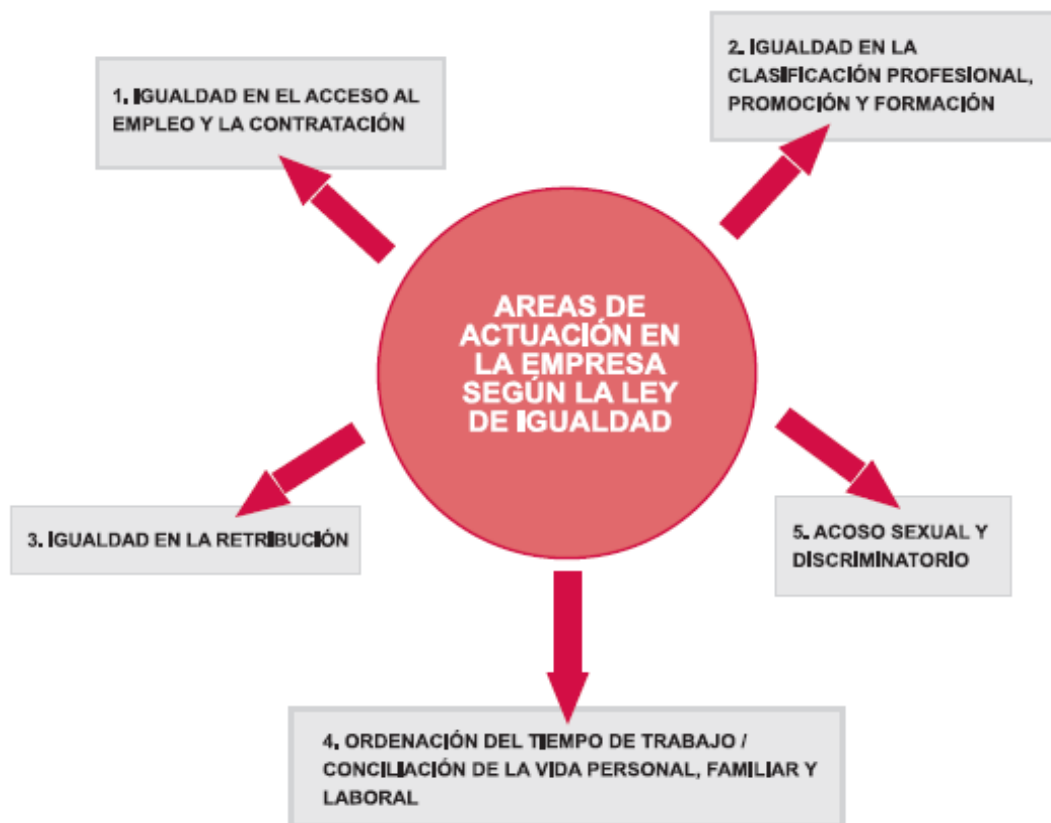 1. IGUALDAD EN EL ACCESO AL
EMPLEO Y LA CONTRATACIÓN
2. IGUALDAD EN LA
CLASIFICACIÓN PROFESIONAL,
PROMOCIÓN Y FORMACIÓN
AREAS DE
ACTUACIÓN EN
LA EMPRESA
SEGÚN LA LEY
DE IGUALDAD
3. IGUALDAD EN LA RETRIBUCIÓN
4. ORDENACIÓN DEL TIEMPO DE TRABAJO /
CONCILIACIÓN DE LA VIDA PERSONAL, FAMILIAR Y
LABORAL
5. ACOSO SEXUAL Y
DISCRIMINATORIO